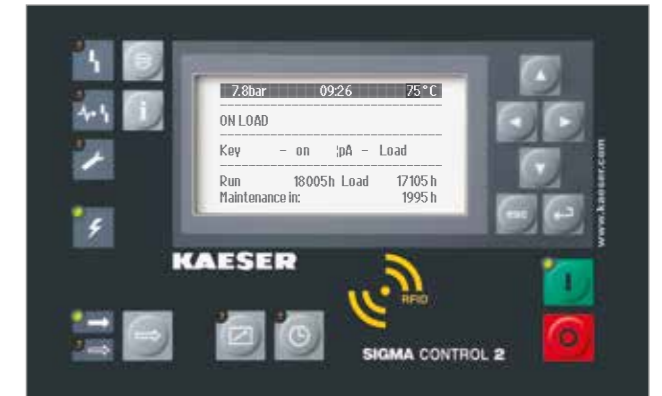 7.8bar 09:26 75°C
ON LOAD
Key - on ¦pA - Load
Run 18005h Load 17105h
Maintenance in: 1995h
esc
www.kaeser.com
KAESER
RFID
SIGMA CONTROL 2